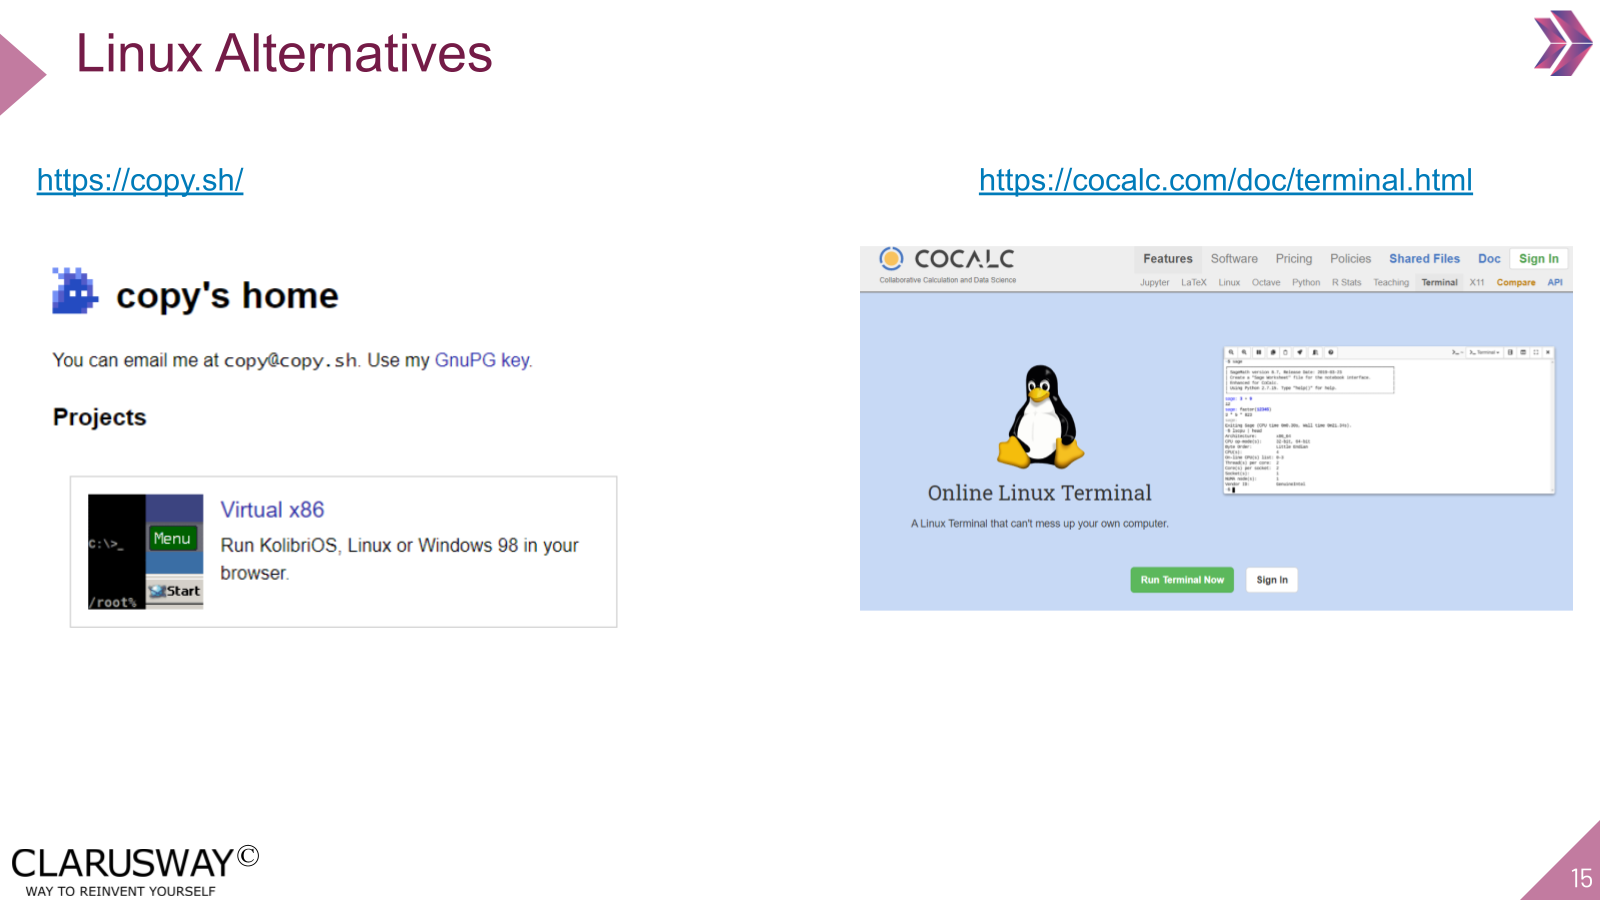 Linux Alternatives
https://copy.sh/
copy's home
You can email me at copy@copy.sh. Use my GnuPG key.
Projects
C:\>_
Menu
Start
/root%
Virtual x86
Run KolibriOS, Linux or Windows 98 in your
browser.
https://cocalc.com/doc/terminal.html
COCALC
Collaborative Calculation and Data Science
Features Software Pricing Policies Shared Files Doc Sign In
Jupyter LaTeX Linux Octave Python R Stats Teaching Terminal X11 Compare API
Online Linux Terminal
A Linux Terminal that can't mess up your own computer.
Run Terminal Now Sign In
CLARUSWAY©
WAY TO REINVENT YOURSELF
15